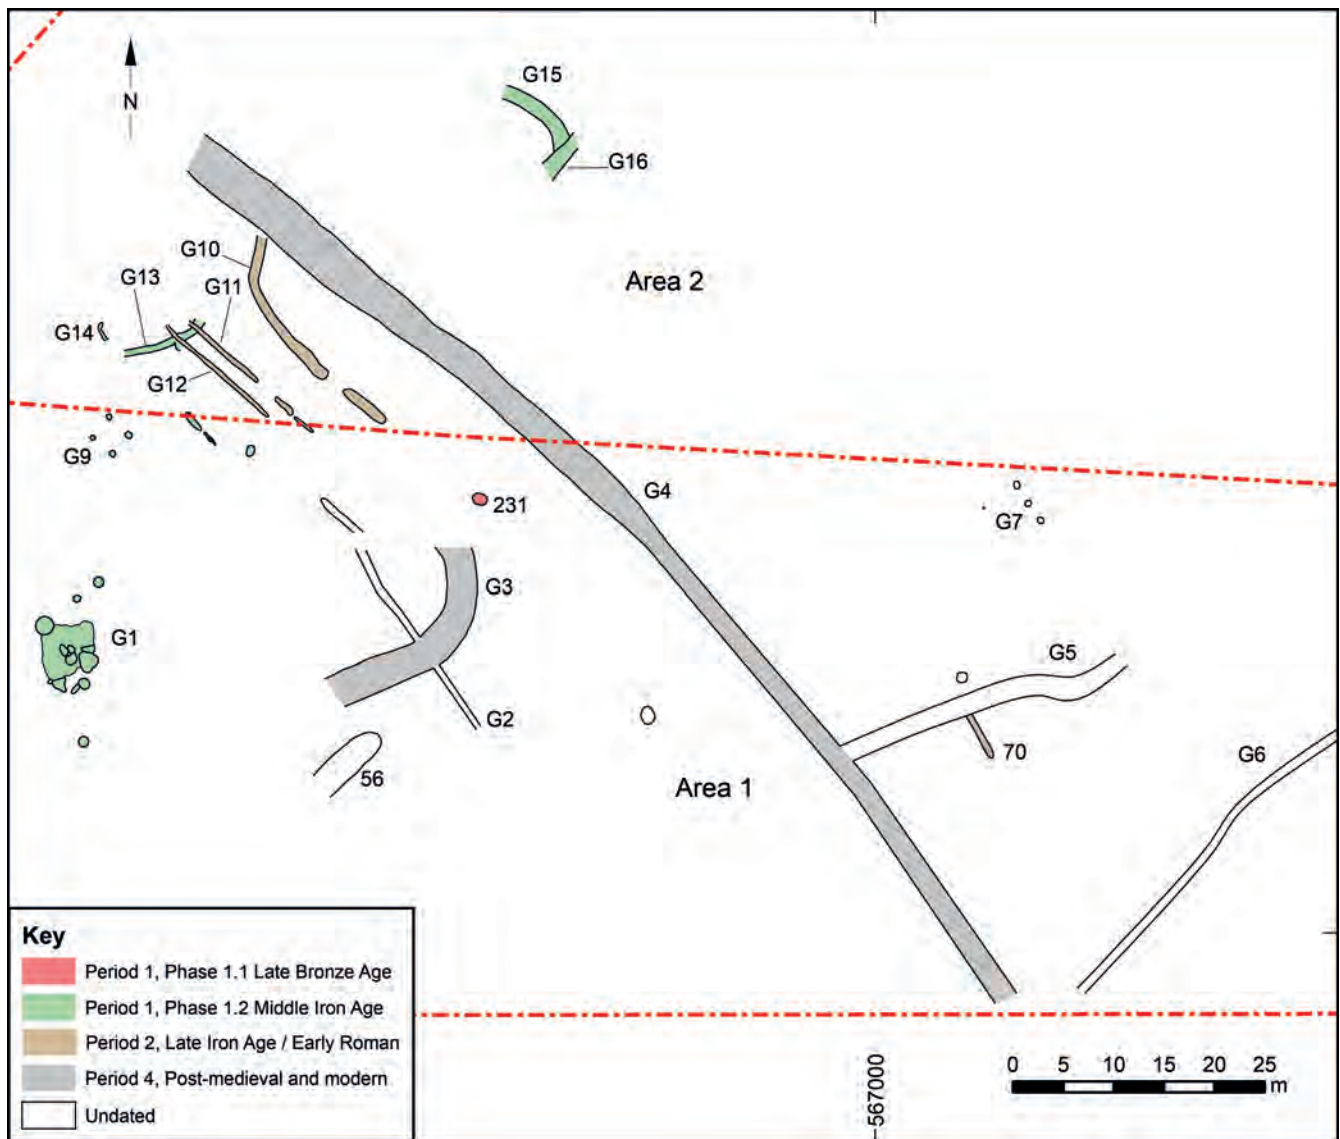 G15
N
G16
G10
G13
G11
Area 2
G14
G12
G9
G4
231
G7
G3
G1
G5
G2
70
G6
56
Area 1
Key
Period 1, Phase 1.1 Late Bronze Age
Period 1, Phase 1.2 Middle Iron Age
Period 2, Late Iron Age / Early Roman
Period 4, Post-medieval and modern
Undated
567000
0 5 10 15 20 25
m